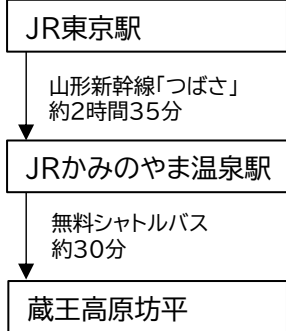 JR東京駅
山形新幹線「つばさ」
約2時間35分
JRかみのやま温泉駅
無料シャトルバス
約30分
蔵王高原坊平